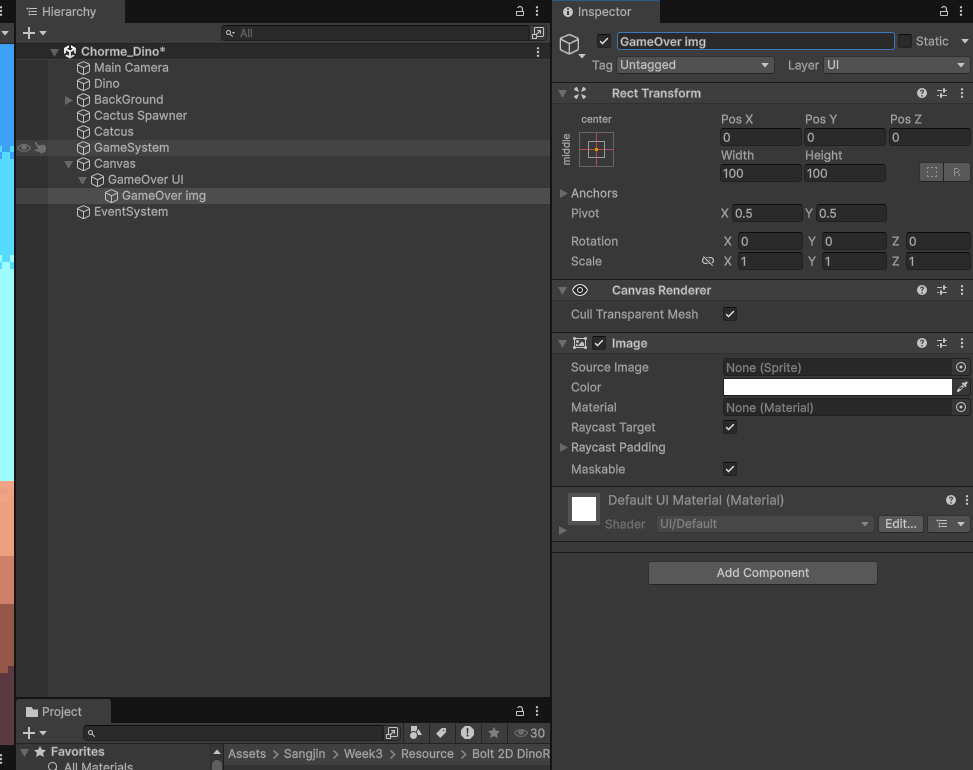 Hierarchy
All
Chorme_Dino*
Main Camera
Dino
BackGround
Cactus Spawner
Catcus
GameSystem
Canvas
GameOver UI
GameOver img
EventSystem
Project
30
Favorites
All Materials
Assets Sangjin Week3 Resource Bolt 2D DinoR
Inspector
GameOver img Static
Tag Untagged Layer UI
Rect Transform
center
middle
Pos X Pos Y Pos Z
0 0 0
Width Height
100 100 R
Anchors
Pivot X 0.5 Y 0.5
Rotation X 0 Y 0 Z 0
Scale X 1 Y 1 Z 1
Canvas Renderer
Cull Transparent Mesh
Image
Source Image None (Sprite)
Color
Material None (Material)
Raycast Target
Raycast Padding
Maskable
Default UI Material (Material)
Shader UI/Default Edit...
Add Component